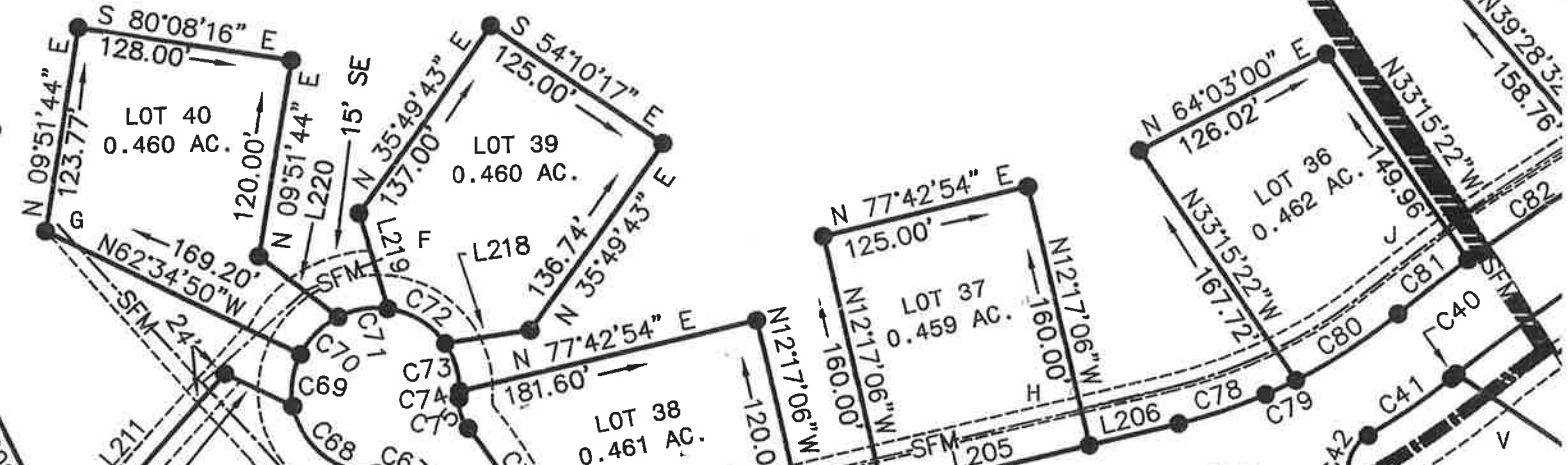 S 80°08'16" E
128.00'
N 09°51'44" E
123.77'
LOT 40
0.460 AC.
120.00'
N 09°51'44" E
L220
15' SE
G
N62°34'50"W
169.20'
SFM
SFM
24'
L211
N 35°49'43" E
137.00'
S 54°10'17" E
125.00'
LOT 39
0.460 AC.
136.74'
N 35°49'43" E
L219
F
L218
C72
C71
C70
C69
C68
C73
C74
C75
N 77°42'54" E
181.60'
LOT 38
0.461 AC.
N12°17'06"W
120.0
N 77°42'54" E
125.00'
N12°17'06"W
160.00'
LOT 37
0.459 AC.
N12°17'06"W
160.00'
H
SFM
L205
L206
C78
C79
C80
C81
C82
N 64°03'00" E
126.02'
N33°15'22"W
167.72'
LOT 36
0.462 AC.
149.96'
N33°15'22"W
J
SFM
C40
C41
V
158.76'